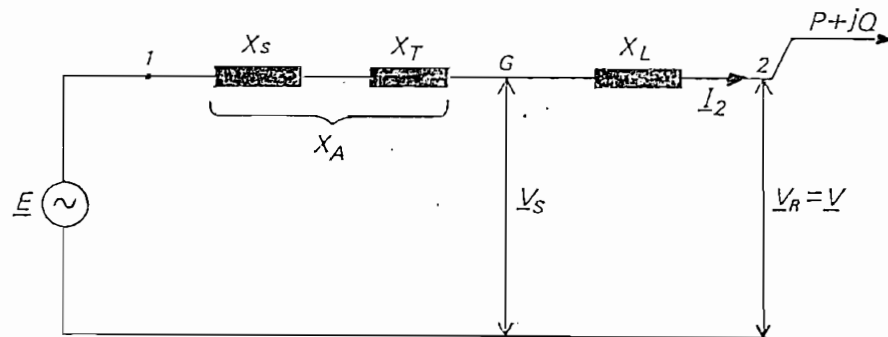 P+jQ
1
Xs
XT
G
XL
2
I2
XA
E
~
VS
VR=V